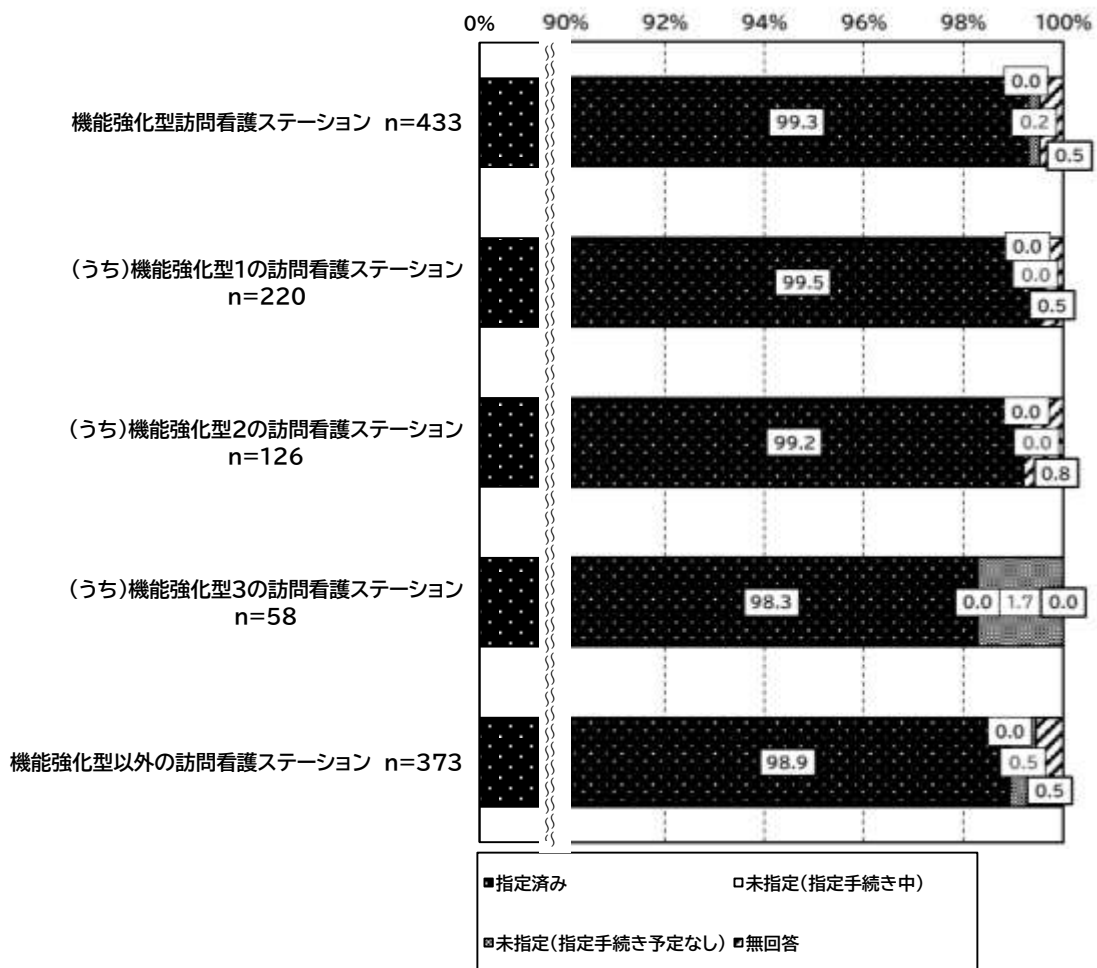 0% 90% 92% 94% 96% 98% 100%
機能強化型訪問看護ステーション n=433
99.3
0.0
0.2
0.5
(うち)機能強化型1の訪問看護ステーション
n=220
99.5
0.0
0.0
0.5
(うち)機能強化型2の訪問看護ステーション
n=126
99.2
0.0
0.0
0.8
(うち)機能強化型3の訪問看護ステーション
n=58
98.3 0.0 1.7 0.0
機能強化型以外の訪問看護ステーション n=373
98.9
0.0
0.5
0.5
指定済み 未指定(指定手続き中)
未指定(指定手続き予定なし) 無回答